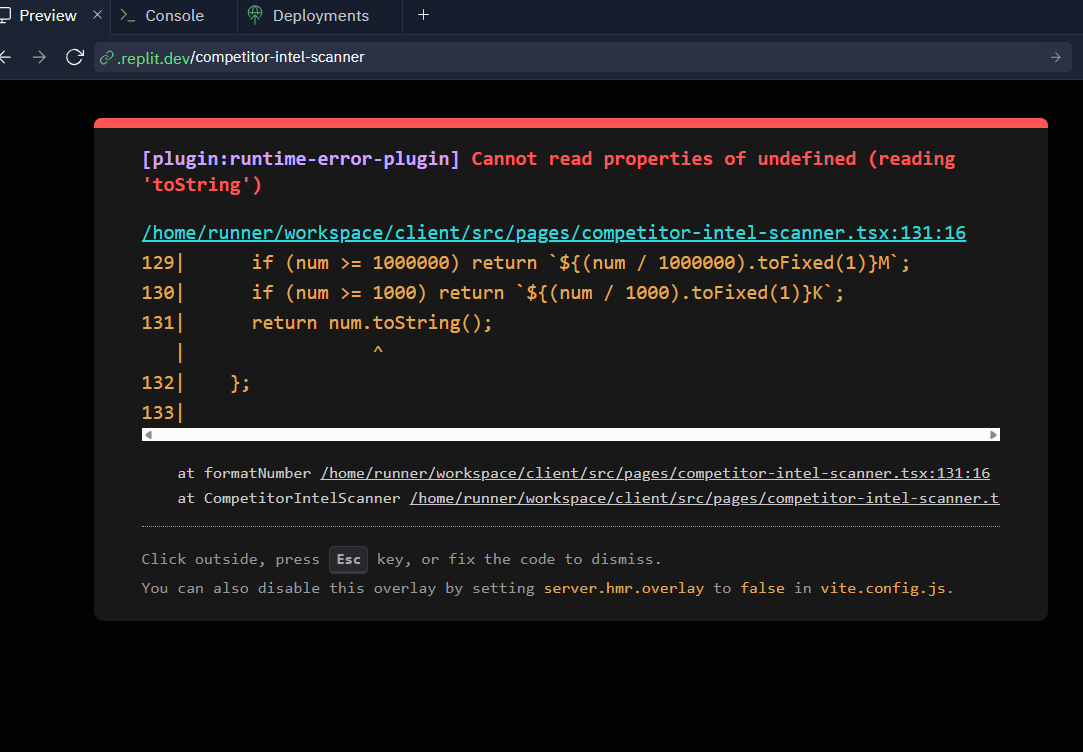 Preview × >_ Console Deployments +
.replit.dev/competitor-intel-scanner
[plugin:runtime-error-plugin] Cannot read properties of undefined (reading
'toString')
/home/runner/workspace/client/src/pages/competitor-intel-scanner.tsx:131:16
129|      if (num >= 1000000) return `${(num / 1000000).toFixed(1)}M`;
130|      if (num >= 1000) return `${(num / 1000).toFixed(1)}K`;
131|      return num.toString();
|                 ^
132|    };
133|
at formatNumber /home/runner/workspace/client/src/pages/competitor-intel-scanner.tsx:131:16
at CompetitorIntelScanner /home/runner/workspace/client/src/pages/competitor-intel-scanner.t
Click outside, press Esc key, or fix the code to dismiss.
You can also disable this overlay by setting server.hmr.overlay to false in vite.config.js.